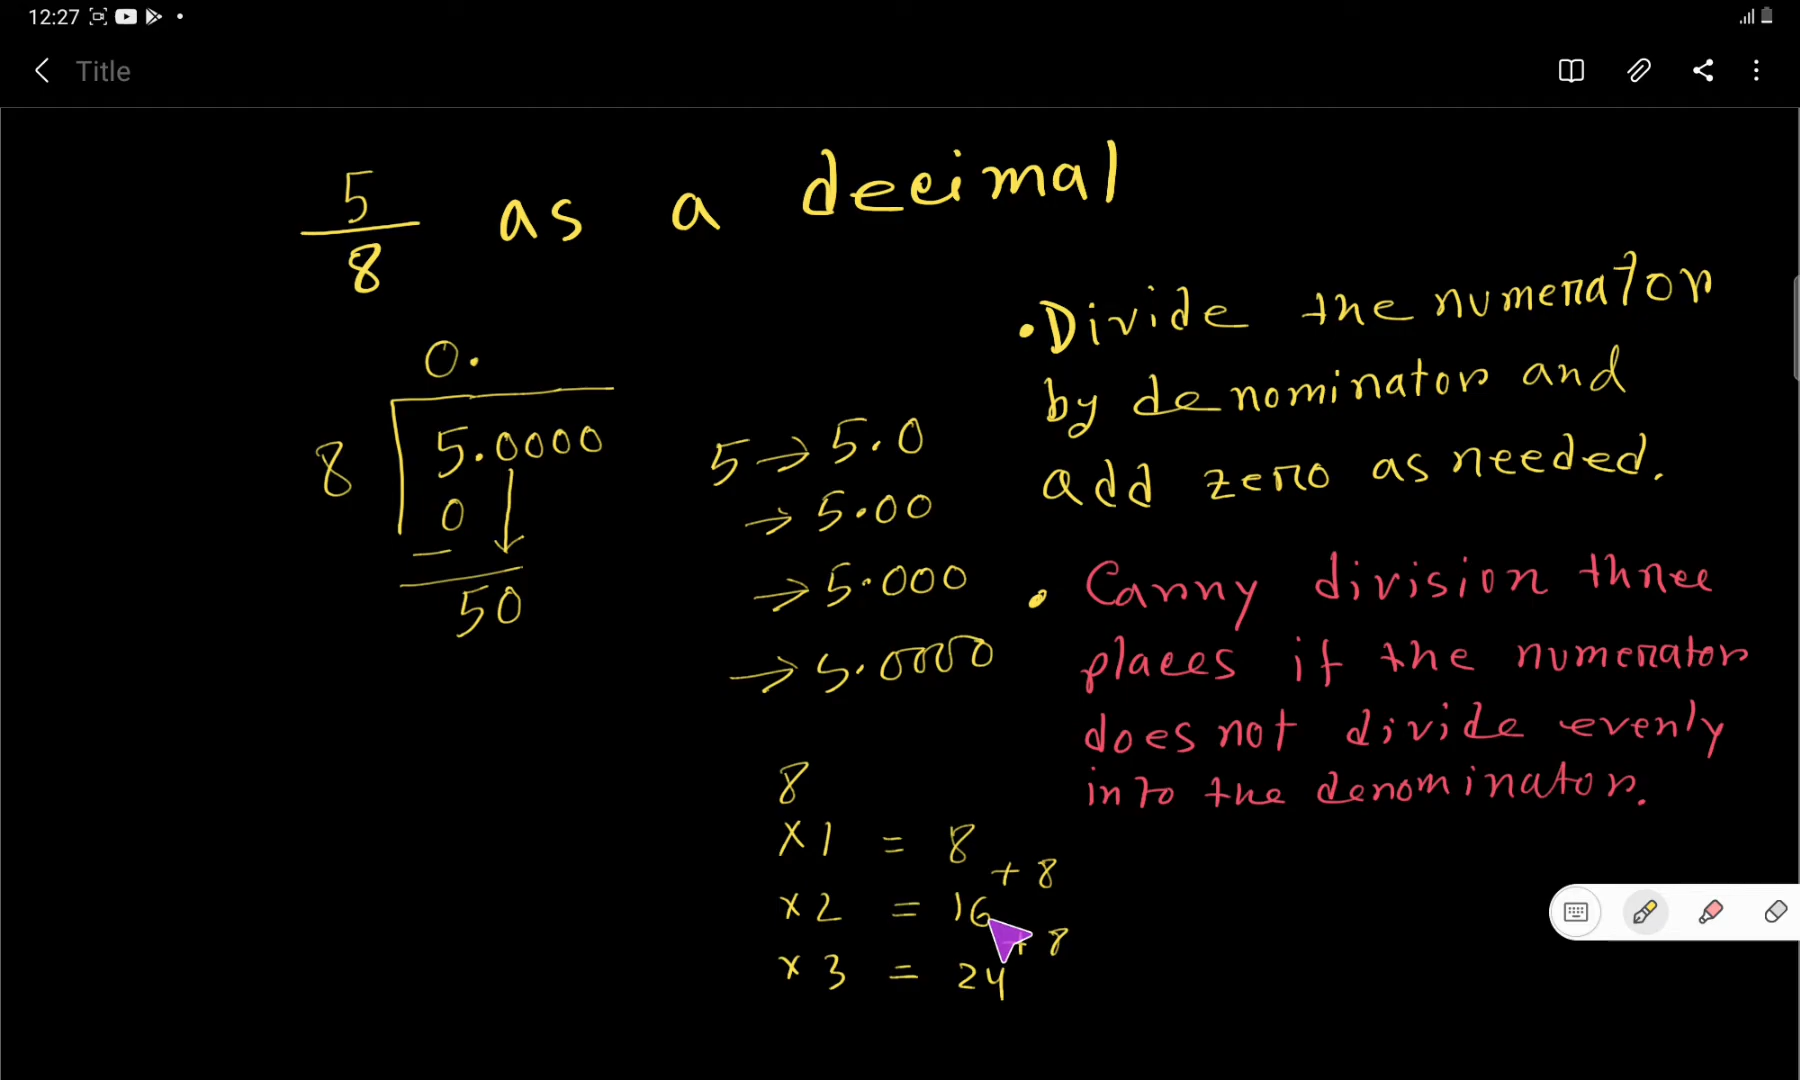 12:27
Title
5/8 as a decimal
0.
8 5.0000
0
50
5 → 5.0
→ 5.00
→ 5.000
→ 5.0000
• Divide the numerator
by denominator and
add zero as needed.
• Carry division three
places if the numerator
does not divide evenly
into the denominator.
8
× 1 = 8
+ 8
× 2 = 16
+ 8
× 3 = 24